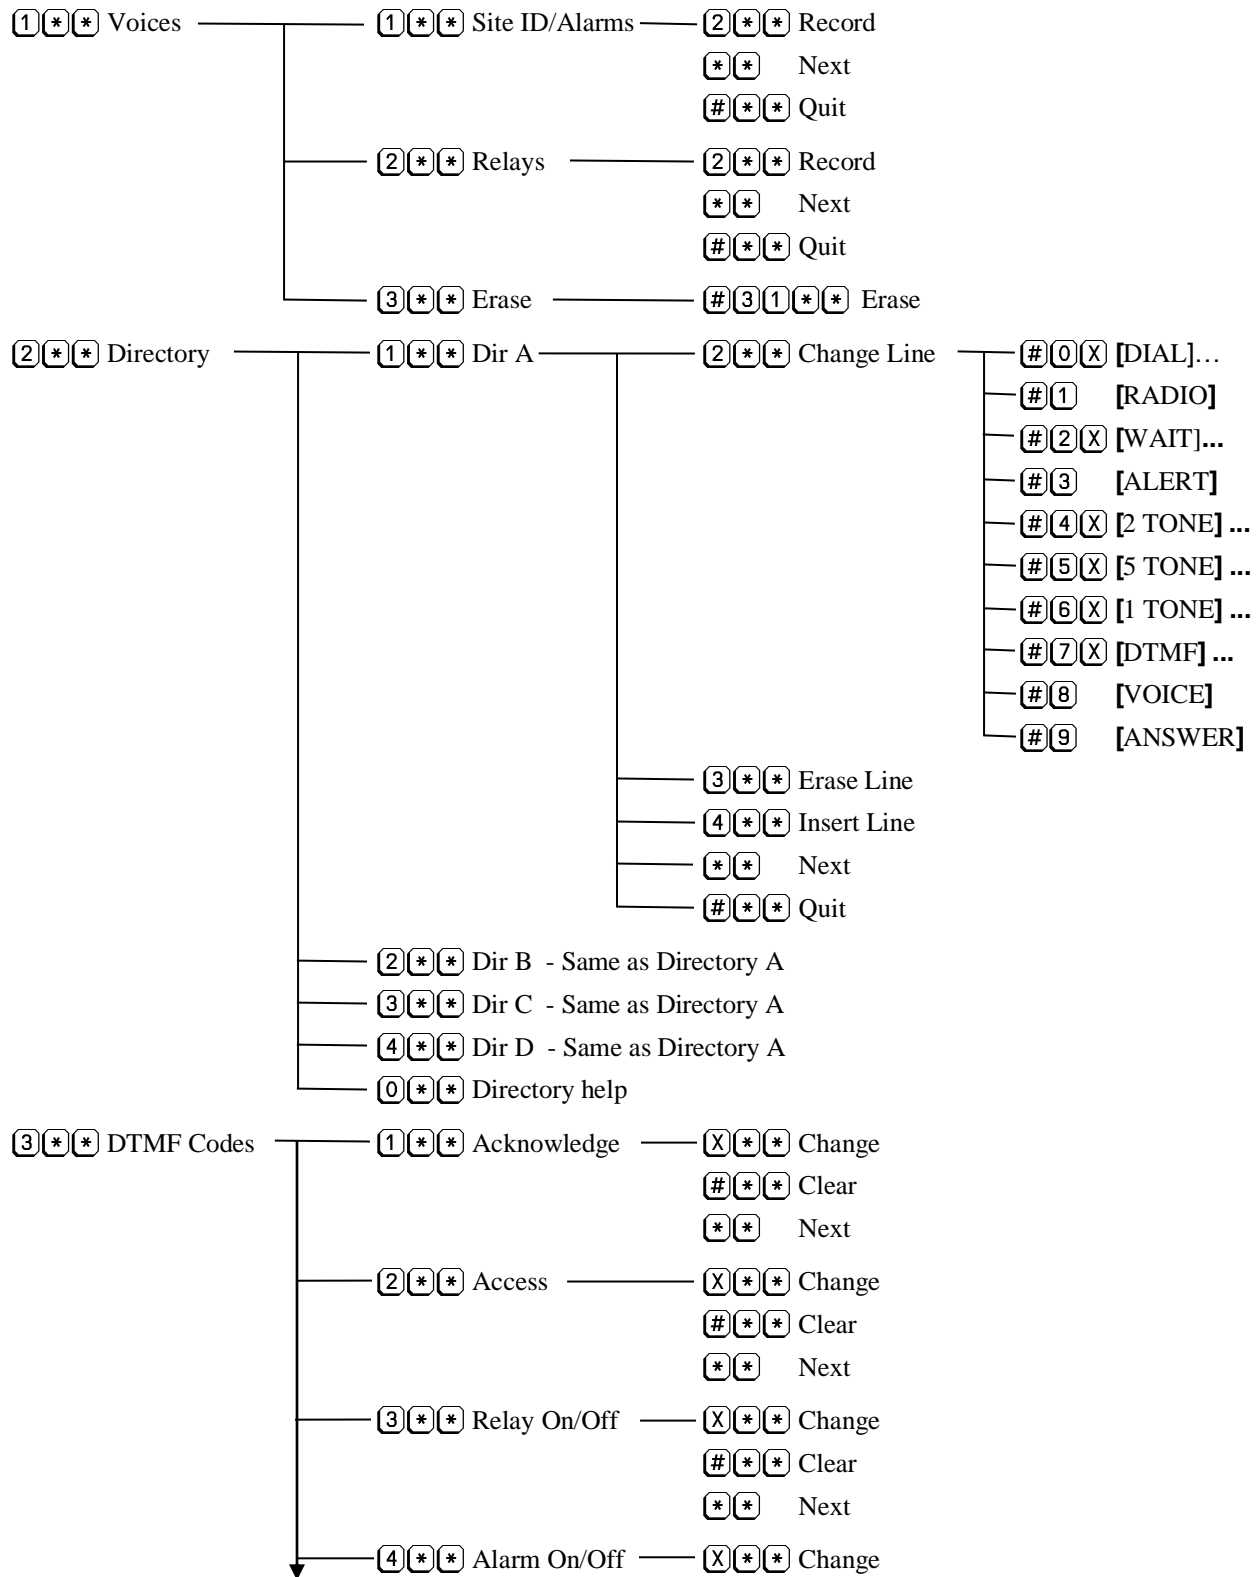 1** Voices 1** Site ID/Alarms 2** Record
** Next
#** Quit
2** Relays 2** Record
** Next
#** Quit
3** Erase #31** Erase
2** Directory 1** Dir A 2** Change Line #0X [DIAL]...
#1 [RADIO]
#2X [WAIT]...
#3 [ALERT]
#4X [2 TONE] ...
#5X [5 TONE] ...
#6X [1 TONE] ...
#7X [DTMF] ...
#8 [VOICE]
#9 [ANSWER]
3** Erase Line
4** Insert Line
** Next
#** Quit
2** Dir B - Same as Directory A
3** Dir C - Same as Directory A
4** Dir D - Same as Directory A
0** Directory help
3** DTMF Codes 1** Acknowledge X** Change
#** Clear
** Next
2** Access X** Change
#** Clear
** Next
3** Relay On/Off X** Change
#** Clear
** Next
4** Alarm On/Off X** Change